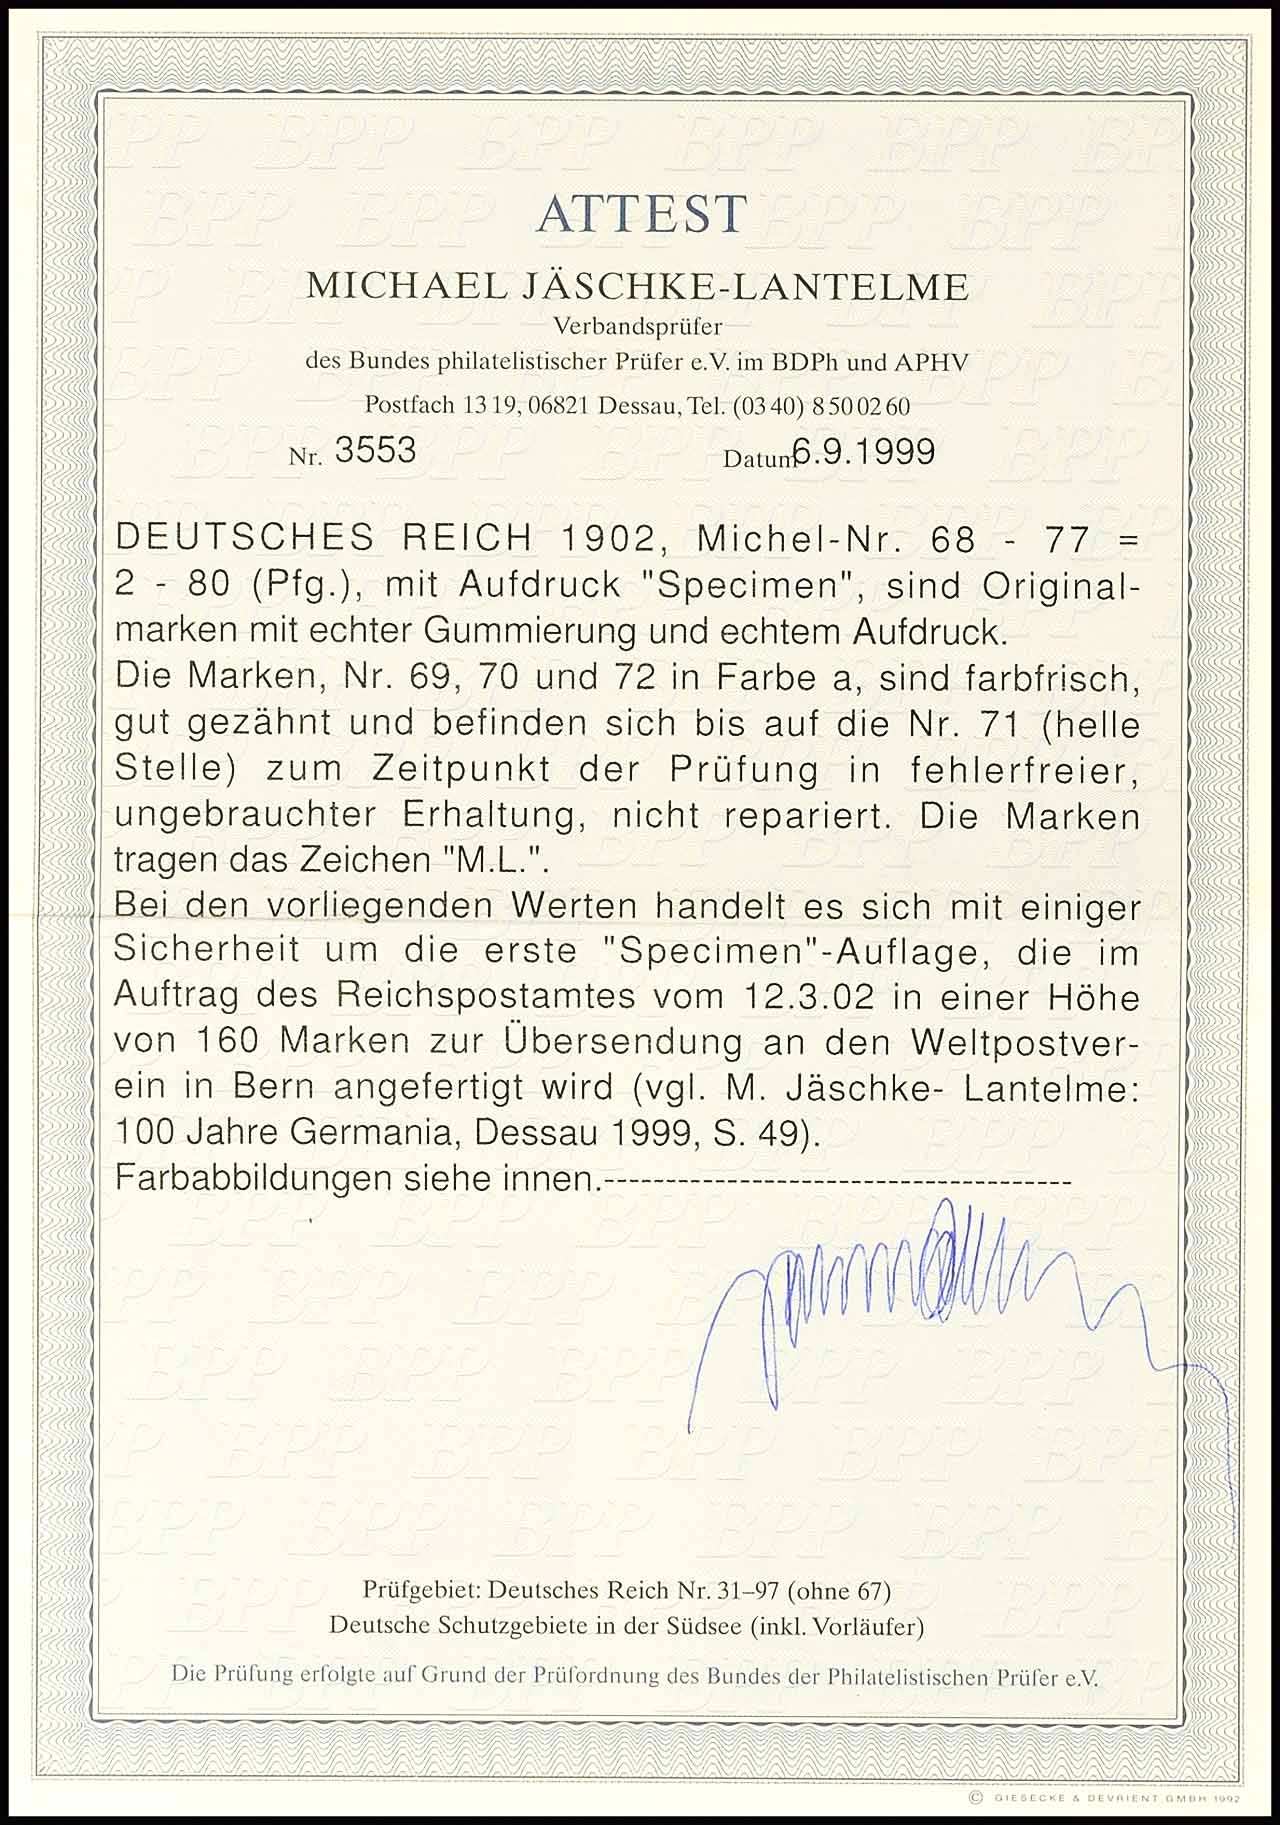 ATTEST
MICHAEL JÄSCHKE-LANTELME
Verbandsprüfer
des Bundes philatelistischer Prüfer e.V. im BDPh und APHV
Postfach 13 19, 06821 Dessau, Tel. (03 40) 8 50 02 60
Nr. 3553 Datum 6.9.1999
DEUTSCHES REICH 1902, Michel-Nr. 68 - 77 =
2 - 80 (Pfg.), mit Aufdruck "Specimen", sind Original-
marken mit echter Gummierung und echtem Aufdruck.
Die Marken, Nr. 69, 70 und 72 in Farbe a, sind farbfrisch,
gut gezähnt und befinden sich bis auf die Nr. 71 (helle
Stelle) zum Zeitpunkt der Prüfung in fehlerfreier,
ungebrauchter Erhaltung, nicht repariert. Die Marken
tragen das Zeichen "M.L.".
Bei den vorliegenden Werten handelt es sich mit einiger
Sicherheit um die erste "Specimen"-Auflage, die im
Auftrag des Reichspostamtes vom 12.3.02 in einer Höhe
von 160 Marken zur Übersendung an den Weltpostver-
ein in Bern angefertigt wird (vgl. M. Jäschke- Lantelme:
100 Jahre Germania, Dessau 1999, S. 49).
Farbabbildungen siehe innen.--------------------------------------
Prüfgebiet: Deutsches Reich Nr. 31–97 (ohne 67)
Deutsche Schutzgebiete in der Südsee (inkl. Vorläufer)
Die Prüfung erfolgte auf Grund der Prüfordnung des Bundes der Philatelistischen Prüfer e.V.
© GIESECKE & DEVRIENT GMBH 1992